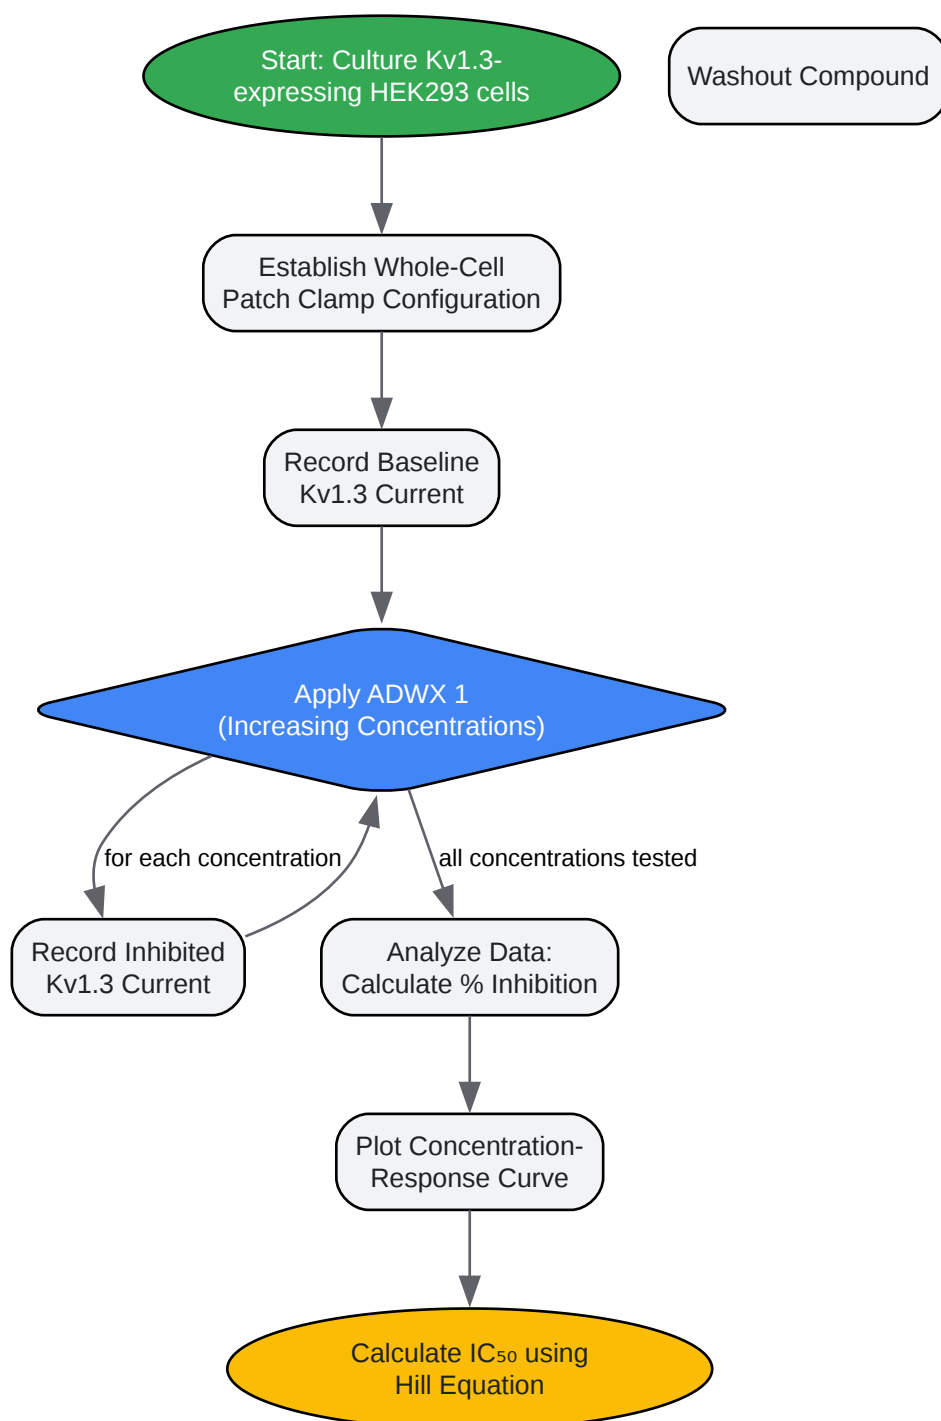 Start: Culture Kv1.3-
expressing HEK293 cells
Washout Compound
Establish Whole-Cell
Patch Clamp Configuration
Record Baseline
Kv1.3 Current
Apply ADWX 1
(Increasing Concentrations)
for each concentration
all concentrations tested
Record Inhibited
Kv1.3 Current
Analyze Data:
Calculate % Inhibition
Plot Concentration-
Response Curve
Calculate IC₅₀ using
Hill Equation